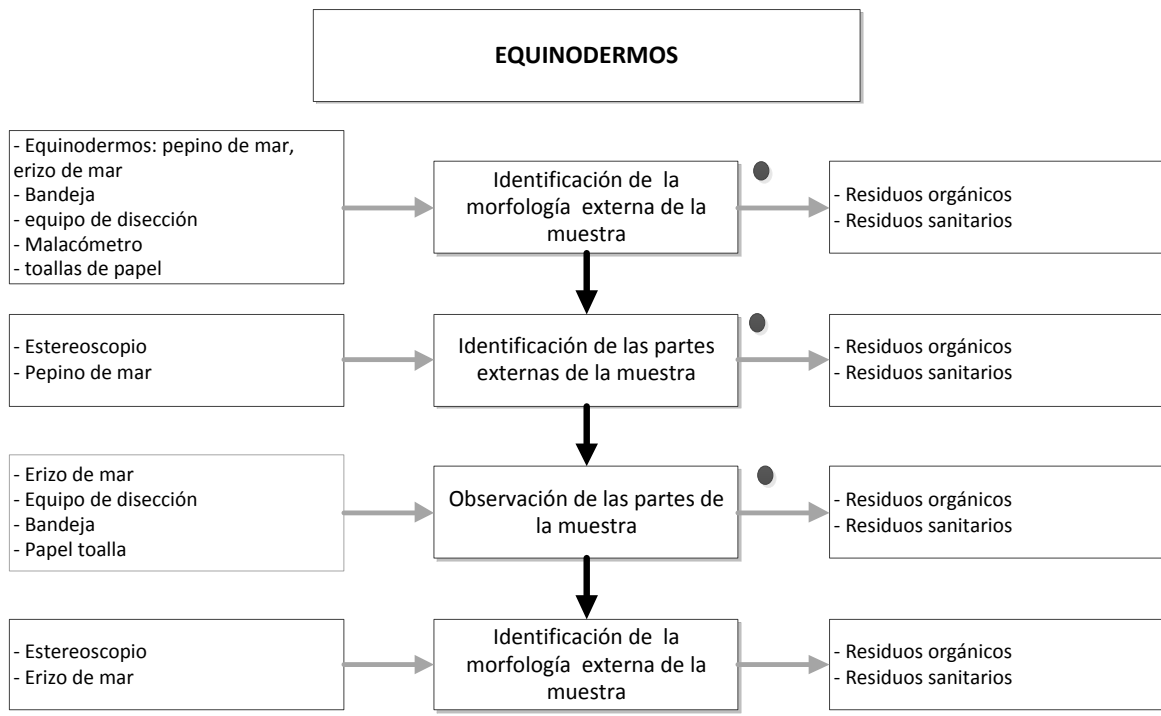 EQUINODERMOS
- Equinodermos: pepino de mar,
erizo de mar
- Bandeja
- equipo de disección
- Malacómetro
- toallas de papel
Identificación de la
morfología externa de la
muestra
- Residuos orgánicos
- Residuos sanitarios
- Estereoscopio
- Pepino de mar
Identificación de las partes
externas de la muestra
- Residuos orgánicos
- Residuos sanitarios
- Erizo de mar
- Equipo de disección
- Bandeja
- Papel toalla
Observación de las partes de
la muestra
- Residuos orgánicos
- Residuos sanitarios
- Estereoscopio
- Erizo de mar
Identificación de la
morfología externa de la
muestra
- Residuos orgánicos
- Residuos sanitarios